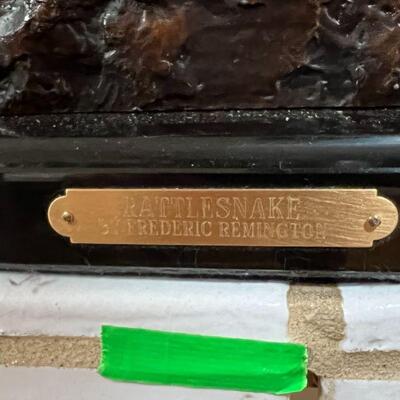 RATTLESNAKE
BY FREDERIC REMINGTON